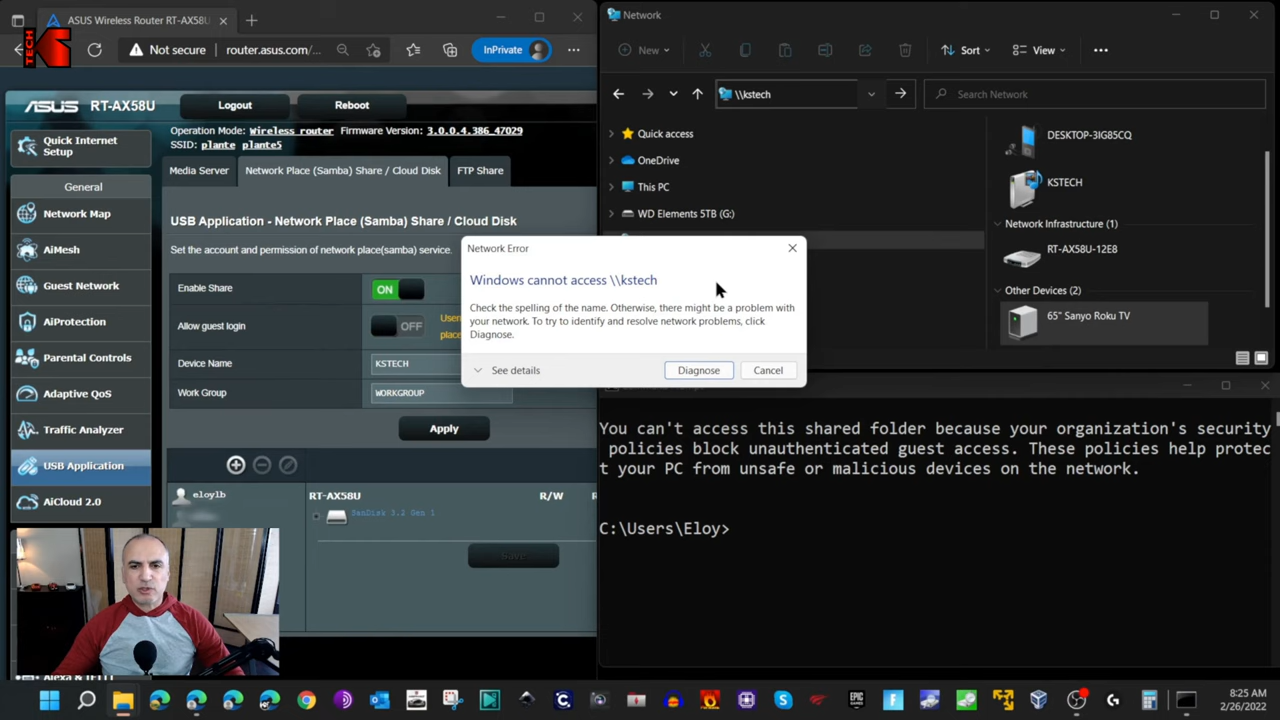 ASUS Wireless Router RT-AX58U
TECH
Not secure
router.asus.com/...
InPrivate
ASUS RT-AX58U
Logout
Reboot
Quick Internet
Setup
General
Network Map
AiMesh
Guest Network
AiProtection
Parental Controls
Adaptive QoS
Traffic Analyzer
USB Application
AiCloud 2.0
Operation Mode: Wireless router Firmware Version: 3.0.0.4.386_47029
SSID: plante plante5
Media Server
Network Place (Samba) Share / Cloud Disk
FTP Share
USB Application - Network Place (Samba) Share / Cloud Disk
Set the account and permission of network place(samba) service.
Enable Share
ON
Allow guest login
OFF
Device Name
KSTECH
Work Group
WORKGROUP
Apply
eloylb
RT-AX58U
R/W
SanDisk 3.2 Gen 1
Save
Network
New
Sort
View
\\kstech
Search Network
Quick access
OneDrive
This PC
WD Elements 5TB (G:)
DESKTOP-3IG85CQ
KSTECH
Network Infrastructure (1)
RT-AX58U-12E8
Other Devices (2)
65" Sanyo Roku TV
Network Error
Windows cannot access \\kstech
Check the spelling of the name. Otherwise, there might be a problem with
your network. To try to identify and resolve network problems, click
Diagnose.
See details
Diagnose
Cancel
You can't access this shared folder because your organization's security
policies block unauthenticated guest access. These policies help protec
t your PC from unsafe or malicious devices on the network.
C:\Users\Eloy>
8:25 AM
2/26/2022